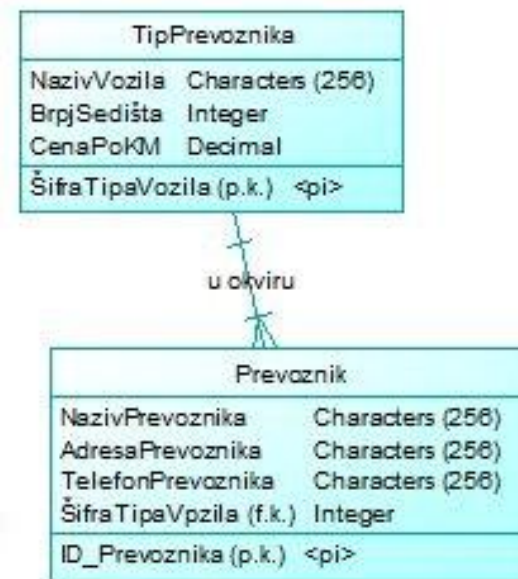 TipPrevoznika
NazivVozila Characters (256)
BrpjSedišta Integer
CenaPoKM Decimal
ŠifraTipaVozila (p.k.) <pi>
u okviru
Prevoznik
NazivPrevoznika Characters (256)
AdresaPrevoznika Characters (256)
TelefonPrevoznika Characters (256)
ŠifraTipaVpzila (f.k.) Integer
ID_Prevoznika (p.k.) <pi>